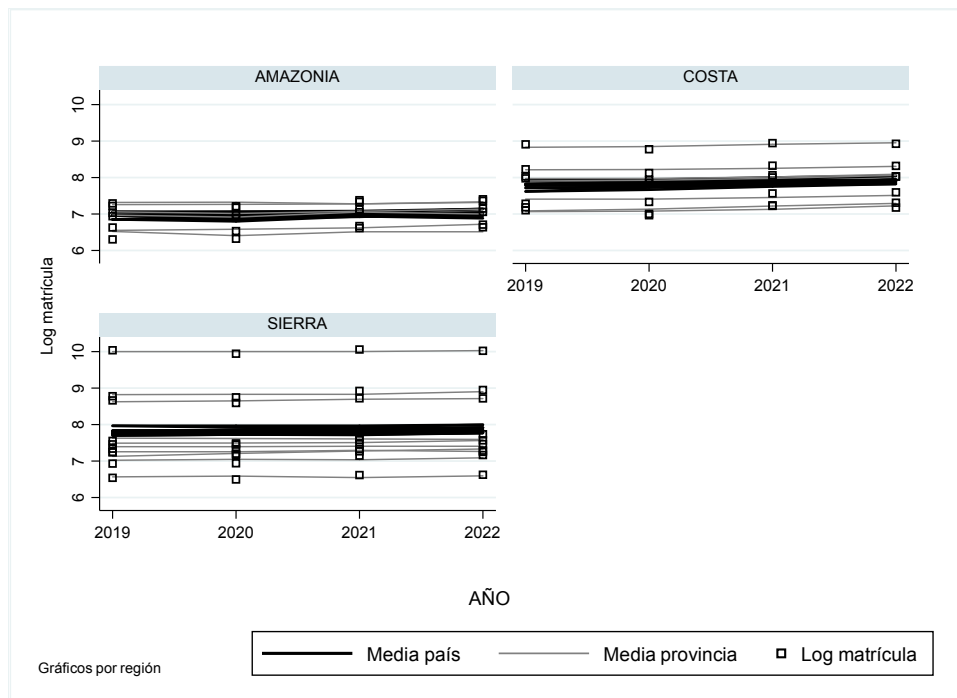 AMAZONIA
COSTA
10
9
8
7
6
2019
2020
2021
2022
SIERRA
10
9
8
7
6
2019
2020
2021
2022
Log matrícula
AÑO
Media país
Media provincia
Log matrícula
Gráficos por región